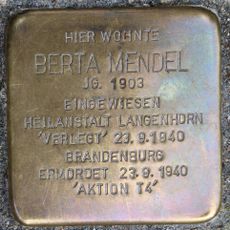 HIER WOHNTE
BERTA MENDEL
JG. 1903
EINGEWIESEN
HEILANSTALT LANGENHORN
'VERLEGT' 23.9.1940
BRANDENBURG
ERMORDET 23.9.1940
'AKTION T4'